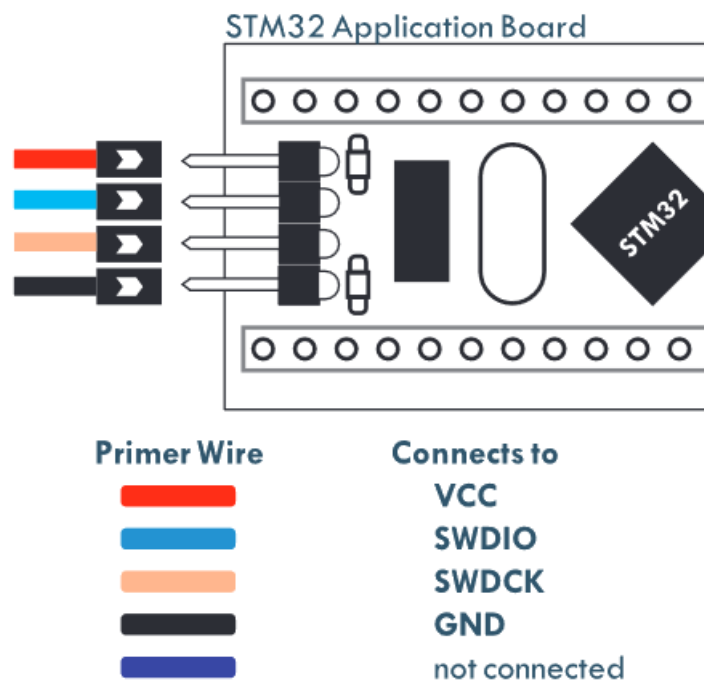 STM32 Application Board
STM32
Primer Wire Connects to
VCC
SWDIO
SWDCK
GND
not connected